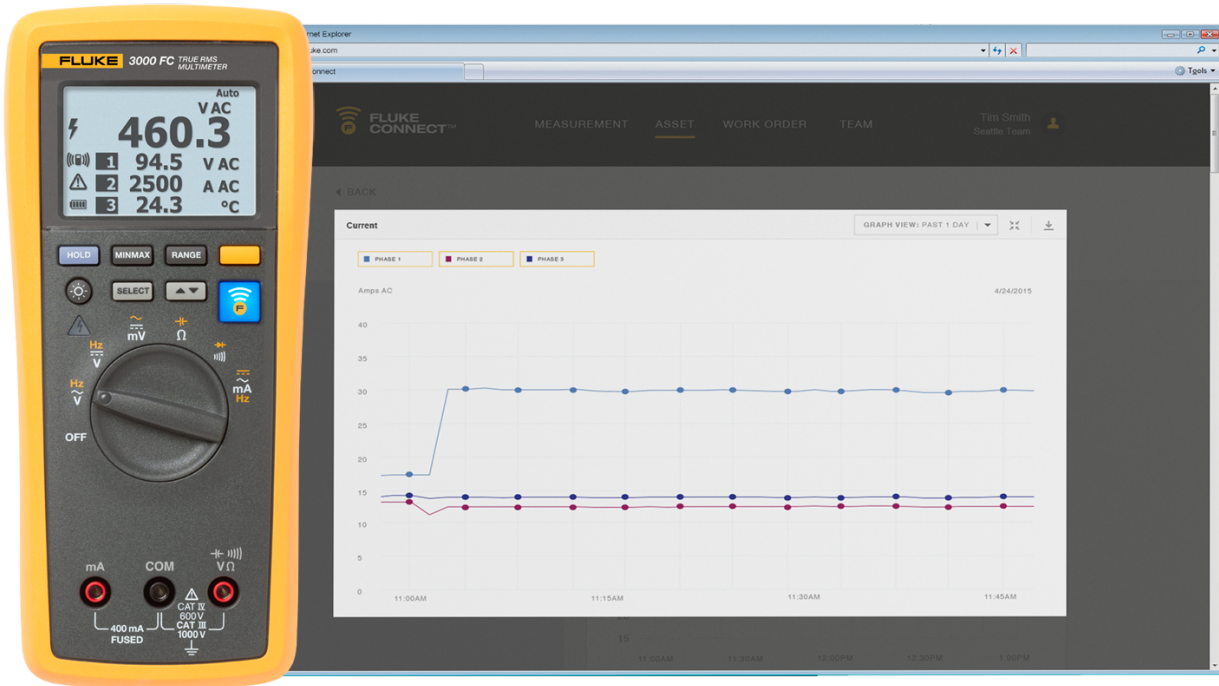 FLUKE 3000 FC TRUE RMS
MULTIMETER
Auto
V AC
460.3
1 94.5 V AC
2 2500 A AC
3 24.3 °C
HOLD MINMAX RANGE
SELECT
F
mV
Ω
Hz
V
Hz
V
mA
Hz
OFF
mA COM VΩ
CAT IV
600V
CAT III
1000V
400 mA
FUSED
rnet Explorer
uke.com
onnect
Tools
FLUKE
CONNECT™
MEASUREMENT ASSET WORK ORDER TEAM
Tim Smith
Seattle Team
BACK
Current
GRAPH VIEW: PAST 1 DAY
PHASE 1 PHASE 2 PHASE 3
Amps AC
4/24/2015
40
35
30
25
20
15
10
5
0
11:00AM 11:15AM 11:30AM 11:45AM
15
11:00AM 11:30AM 12:00PM 12:30PM 1:00PM